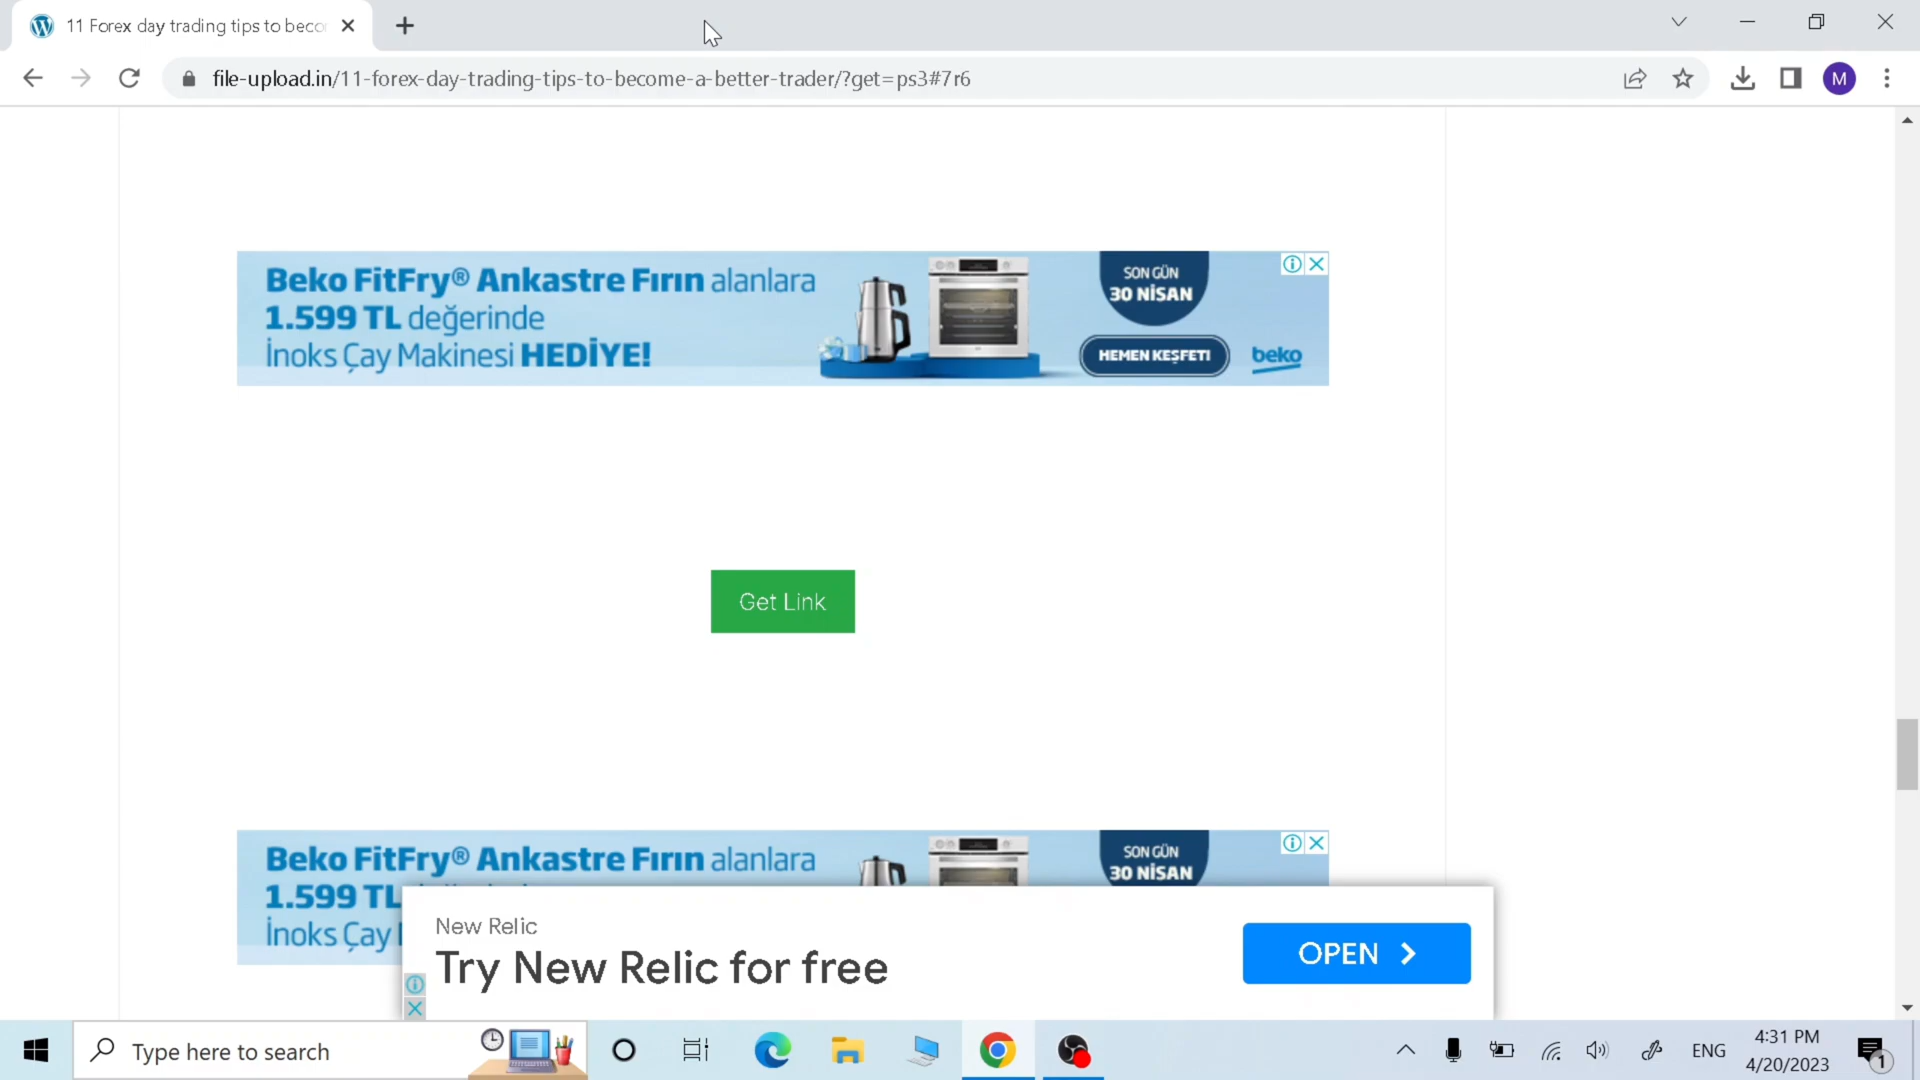 11 Forex day trading tips to beco
file-upload.in/11-forex-day-trading-tips-to-become-a-better-trader/?get=ps3#7r6
M
Beko FitFry® Ankastre Fırın alanlara
1.599 TL değerinde
İnoks Çay Makinesi HEDİYE!
SON GÜN
30 NİSAN
HEMEN KEŞFETI
beko
Get Link
Beko FitFry® Ankastre Fırın alanlara
1.599 TL
İnoks Çay
SON GÜN
30 NİSAN
New Relic
Try New Relic for free
OPEN
Type here to search
ENG
4:31 PM
4/20/2023
1